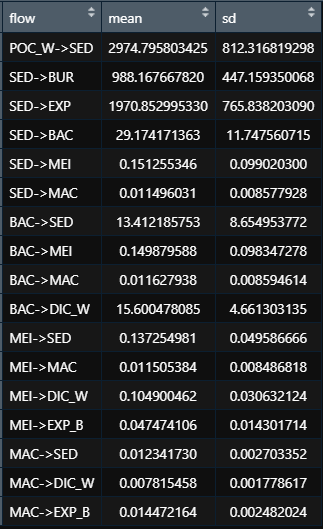 flow mean sd
POC_W->SED 2974.795803425 812.316819298
SED->BUR 988.167667820 447.159350068
SED->EXP 1970.852995330 765.838203090
SED->BAC 29.174171363 11.747560715
SED->MEI 0.151255346 0.099020300
SED->MAC 0.011496031 0.008577928
BAC->SED 13.412185753 8.654953772
BAC->MEI 0.149879588 0.098347278
BAC->MAC 0.011627938 0.008594614
BAC->DIC_W 15.600478085 4.661303135
MEI->SED 0.137254981 0.049586666
MEI->MAC 0.011505384 0.008486818
MEI->DIC_W 0.104900462 0.030632124
MEI->EXP_B 0.047474106 0.014301714
MAC->SED 0.012341730 0.002703352
MAC->DIC_W 0.007815458 0.001778617
MAC->EXP_B 0.014472164 0.002482024